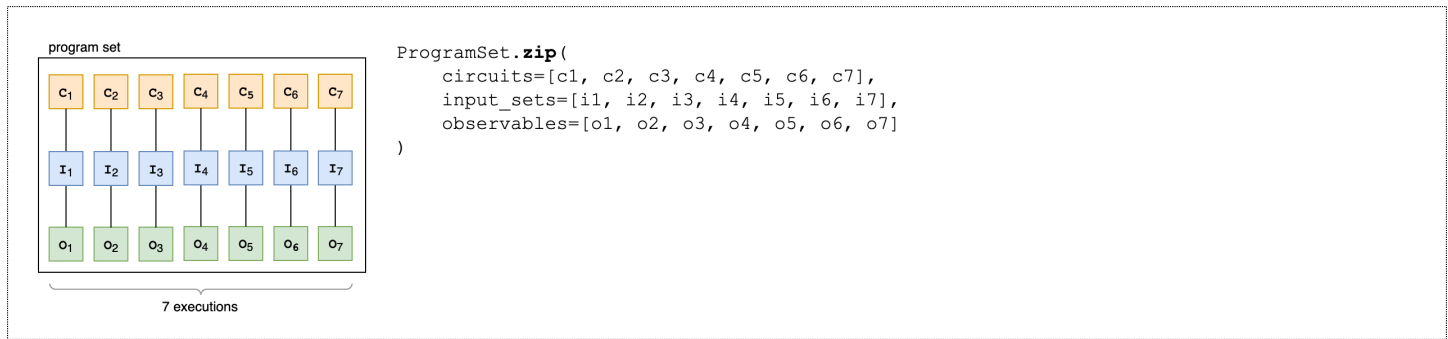 program set
C1 C2 C3 C4 C5 C6 C7
I1 I2 I3 I4 I5 I6 I7
O1 O2 O3 O4 O5 O6 O7
7 executions
ProgramSet.zip(
    circuits=[c1, c2, c3, c4, c5, c6, c7],
    input_sets=[i1, i2, i3, i4, i5, i6, i7],
    observables=[o1, o2, o3, o4, o5, o6, o7]
)